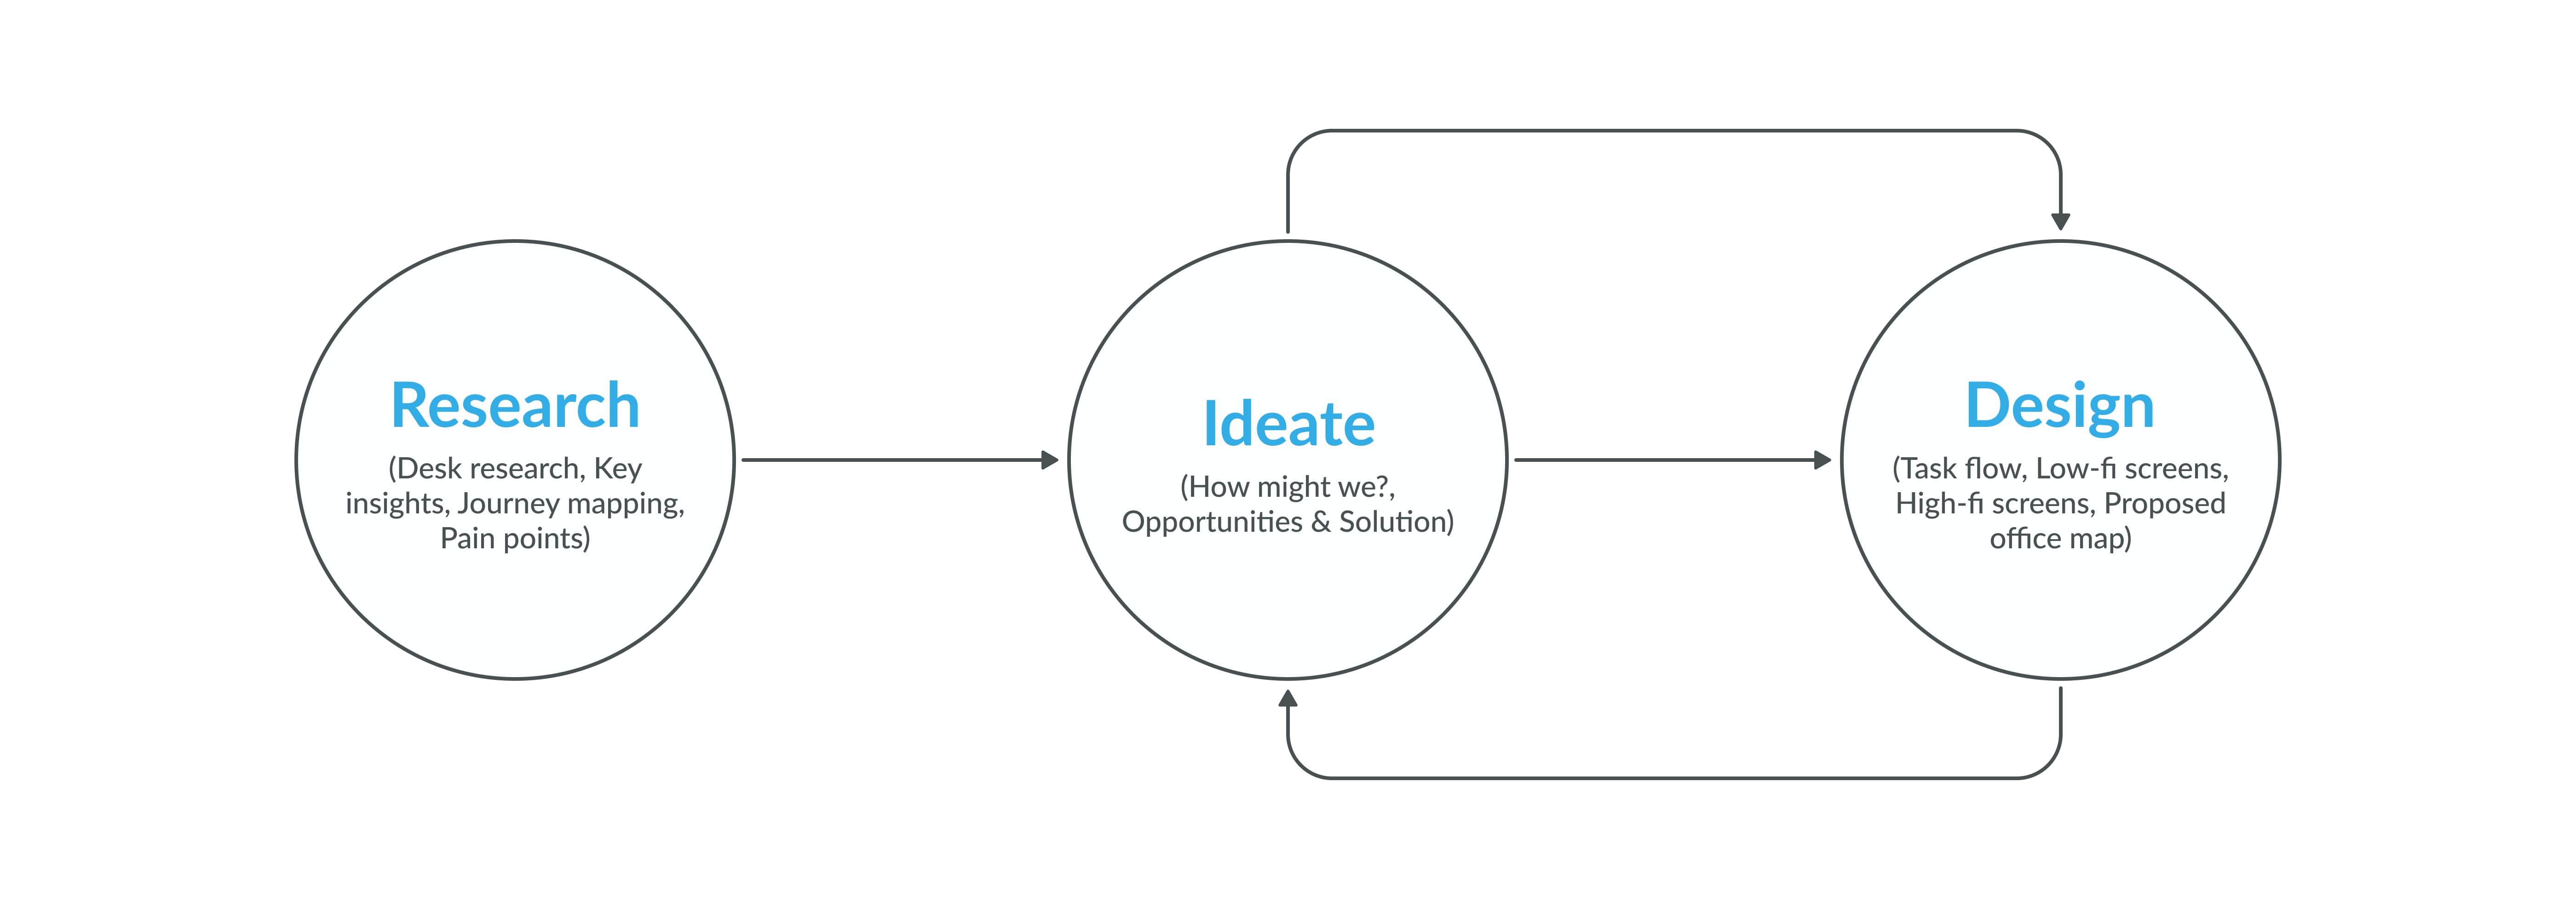 Research
(Desk research, Key
insights, Journey mapping,
Pain points)
Ideate
(How might we?,
Opportunities & Solution)
Design
(Task flow, Low-fi screens,
High-fi screens, Proposed
office map)